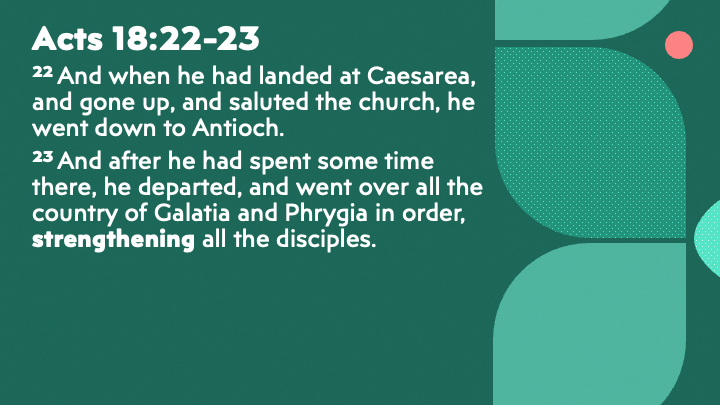 Acts 18:22-23
²² And when he had landed at Caesarea,
and gone up, and saluted the church, he
went down to Antioch.
²³ And after he had spent some time
there, he departed, and went over all the
country of Galatia and Phrygia in order,
strengthening all the disciples.